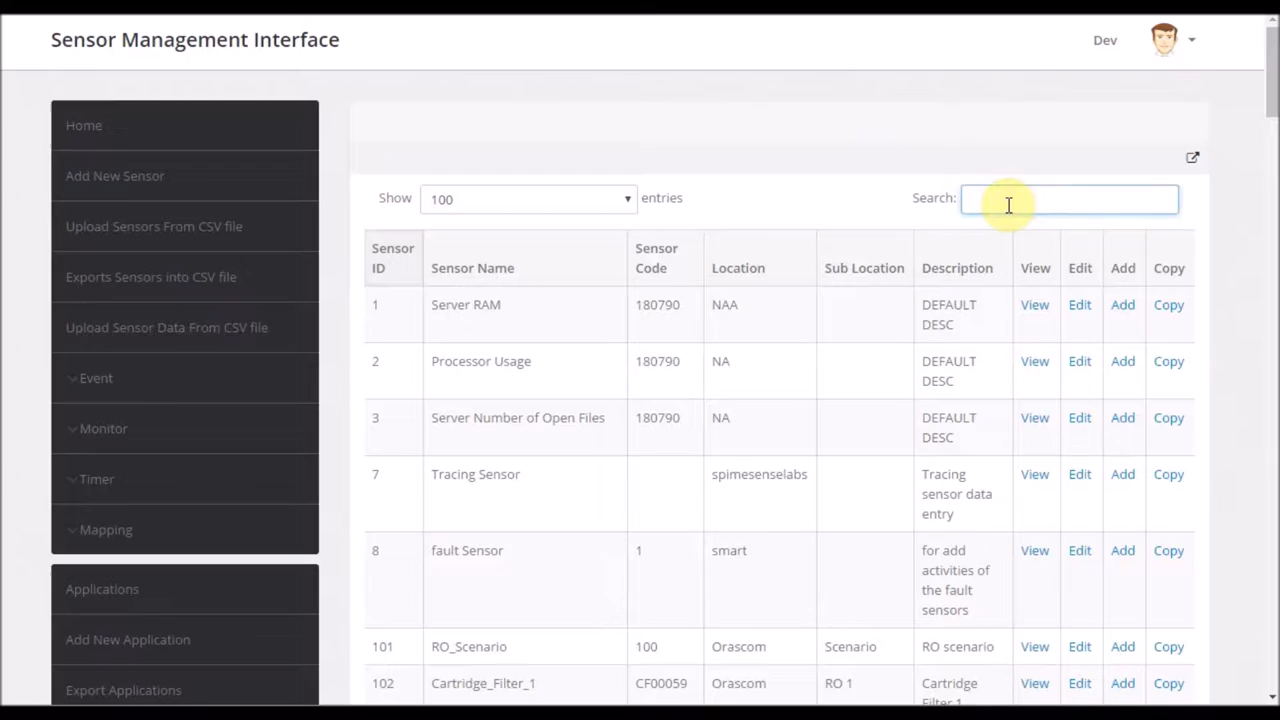 Sensor Management Interface
Dev
Home
Add New Sensor
Upload Sensors From CSV file
Exports Sensors into CSV file
Upload Sensor Data From CSV file
Event
Monitor
Timer
Mapping
Applications
Add New Application
Export Applications
Show 100 entries
Search:
Sensor ID Sensor Name Sensor Code Location Sub Location Description View Edit Add Copy
1 Server RAM 180790 NAA DEFAULT DESC View Edit Add Copy
2 Processor Usage 180790 NA DEFAULT DESC View Edit Add Copy
3 Server Number of Open Files 180790 NA DEFAULT DESC View Edit Add Copy
7 Tracing Sensor spimesenselabs Tracing sensor data entry View Edit Add Copy
8 fault Sensor 1 smart for add activities of the fault sensors View Edit Add Copy
101 RO_Scenario 100 Orascom Scenario RO scenario View Edit Add Copy
102 Cartridge_Filter_1 CF00059 Orascom RO 1 Cartridge Filter 1 View Edit Add Copy